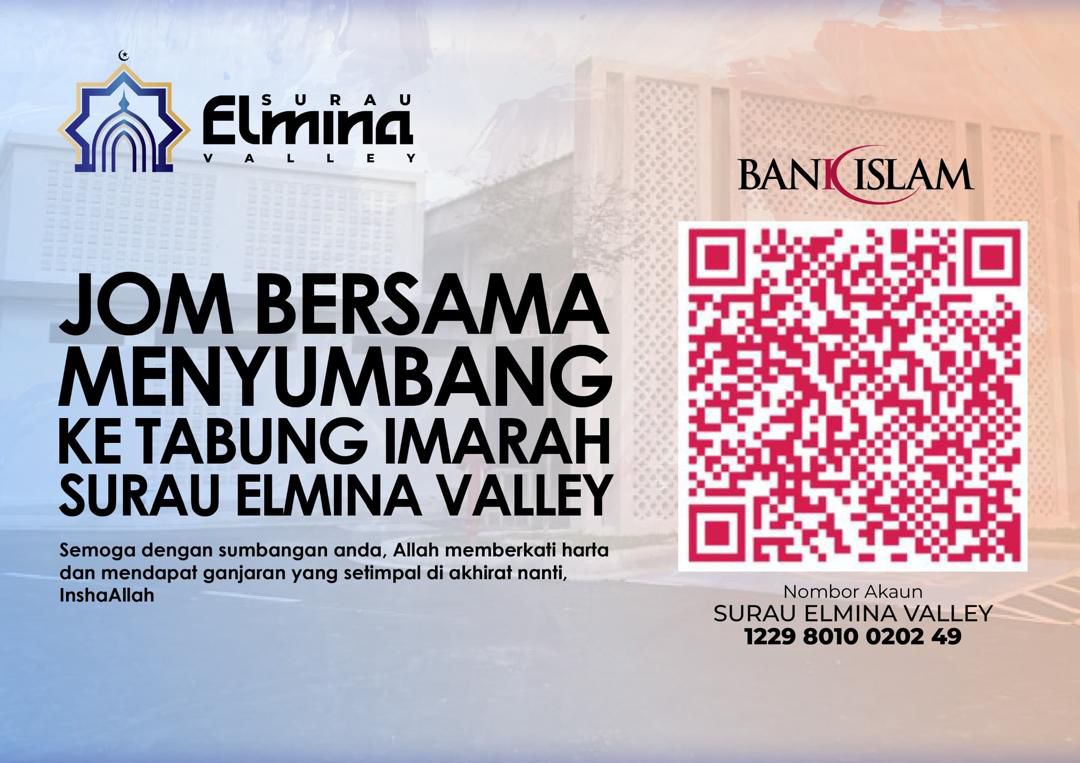 SURAU
Elmina
VALLEY
BANK ISLAM
JOM BERSAMA
MENYUMBANG
KE TABUNG IMARAH
SURAU ELMINA VALLEY
Semoga dengan sumbangan anda, Allah memberkati harta
dan mendapat ganjaran yang setimpal di akhirat nanti,
InshaAllah
Nombor Akaun
SURAU ELMINA VALLEY
1229 8010 0202 49